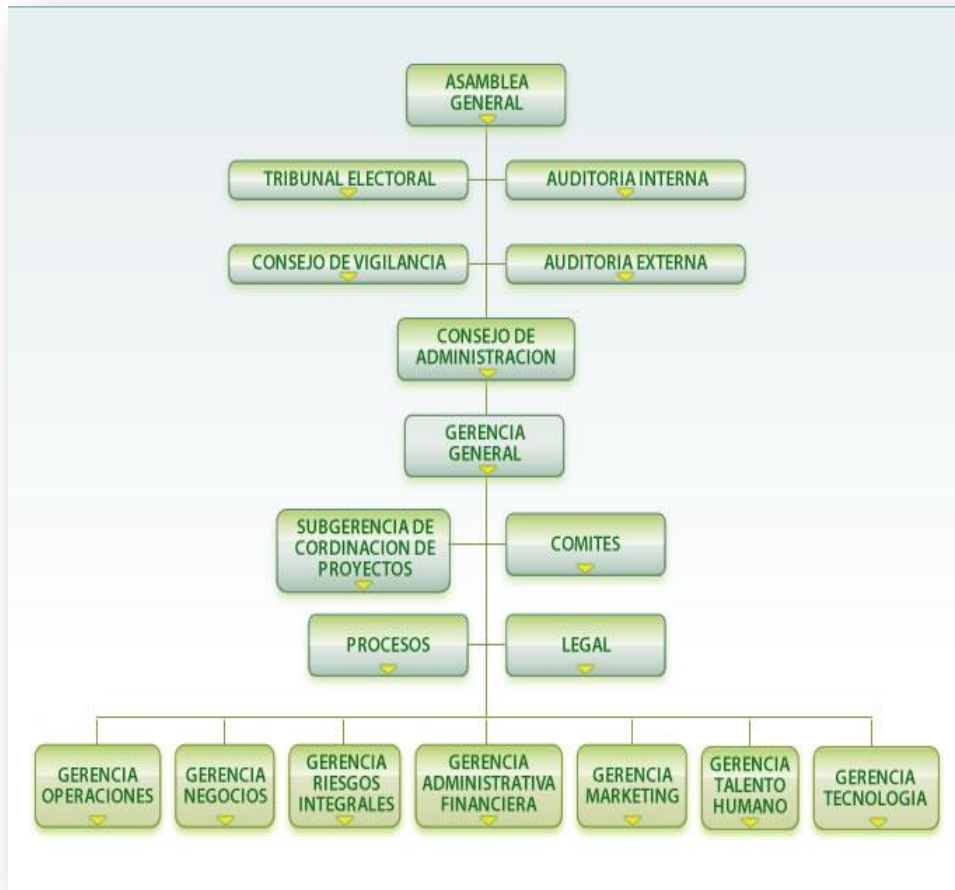 ASAMBLEA
GENERAL
TRIBUNAL ELECTORAL
AUDITORIA INTERNA
CONSEJO DE VIGILANCIA
AUDITORIA EXTERNA
CONSEJO DE
ADMINISTRACION
GERENCIA
GENERAL
SUBGERENCIA DE
CORDINACION DE
PROYECTOS
COMITES
PROCESOS
LEGAL
GERENCIA
OPERACIONES
GERENCIA
NEGOCIOS
GERENCIA
RIESGOS
INTEGRALES
GERENCIA
ADMINISTRATIVA
FINANCIERA
GERENCIA
MARKETING
GERENCIA
TALENTO
HUMANO
GERENCIA
TECNOLOGIA